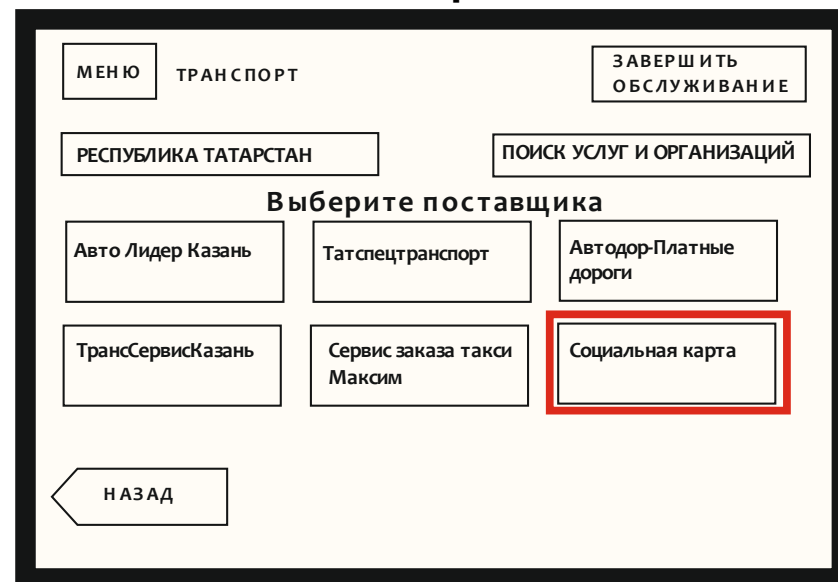 МЕНЮ
ТРАНСПОРТ
ЗАВЕРШИТЬ
ОБСЛУЖИВАНИЕ
РЕСПУБЛИКА ТАТАРСТАН
ПОИСК УСЛУГ И ОРГАНИЗАЦИЙ
Выберите поставщика
Авто Лидер Казань
Татспецтранспорт
Автодор-Платные
дороги
ТрансСервисКазань
Сервис заказа такси
Максим
Социальная карта
НАЗАД